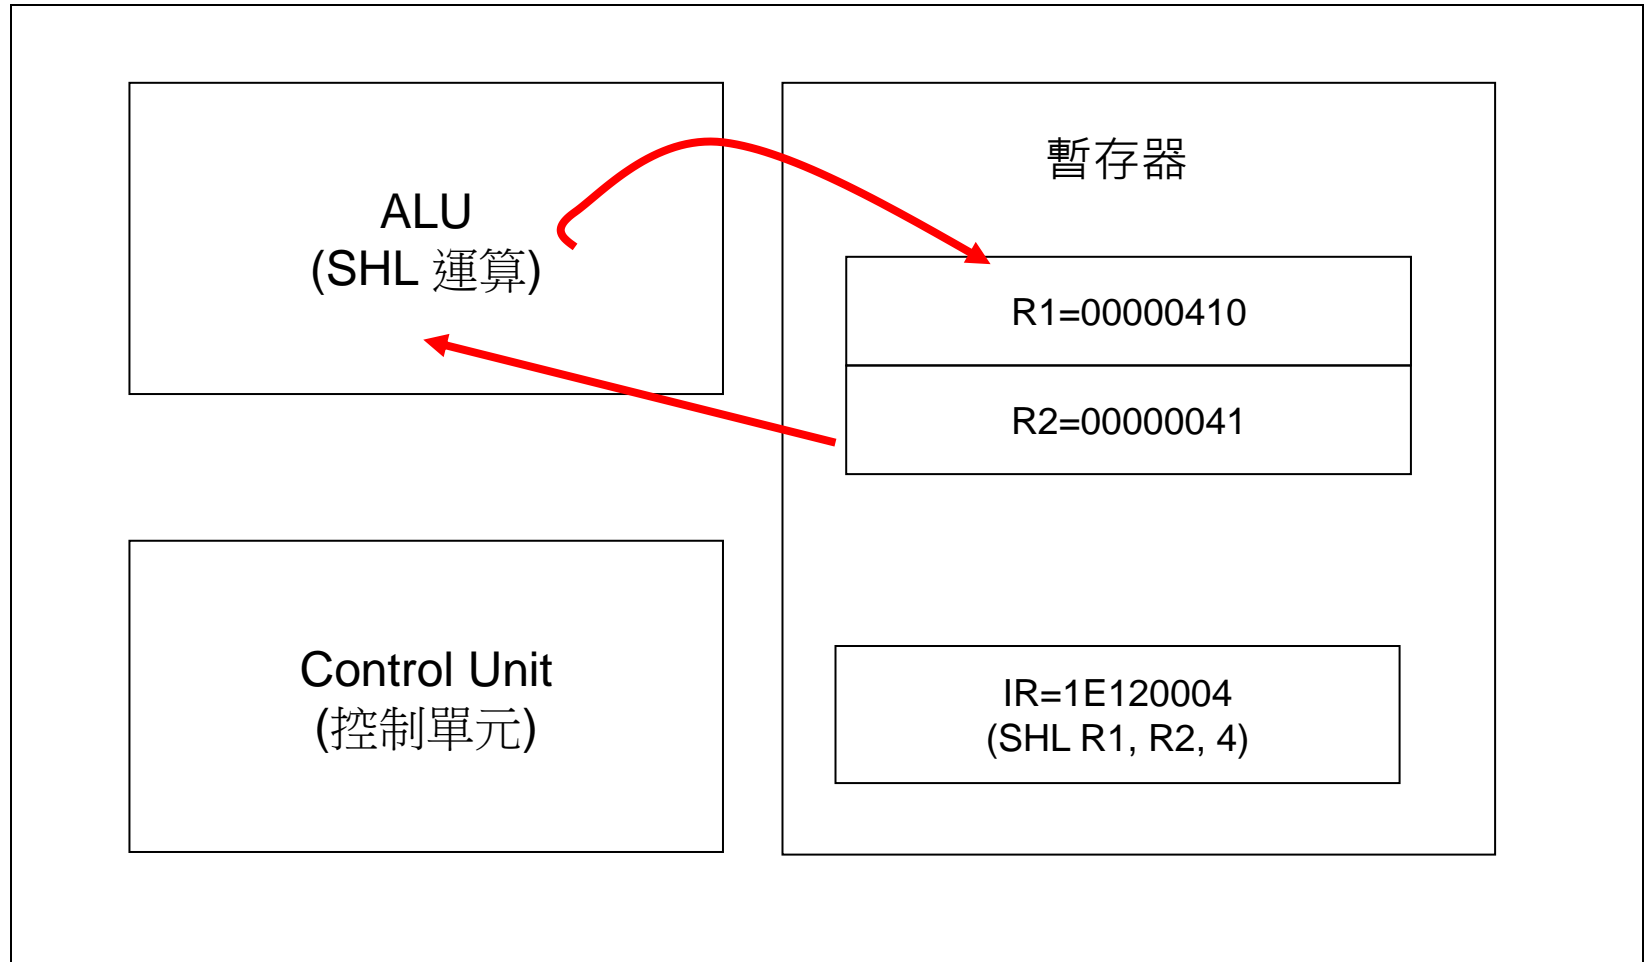 ALU
(SHL 運算)
暫存器
R1=00000410
R2=00000041
Control Unit
(控制單元)
IR=1E120004
(SHL R1, R2, 4)